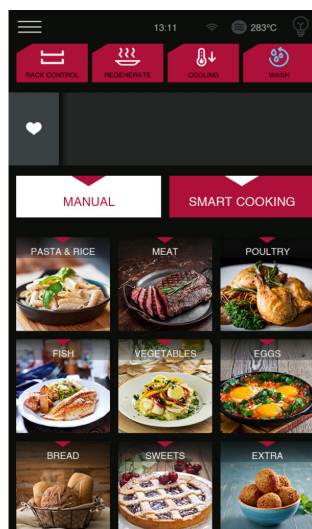 13:11 283°C
RACK CONTROL REGENERATE COOLING WASH
MANUAL SMART COOKING
PASTA & RICE MEAT POULTRY
FISH VEGETABLES EGGS
BREAD SWEETS EXTRA